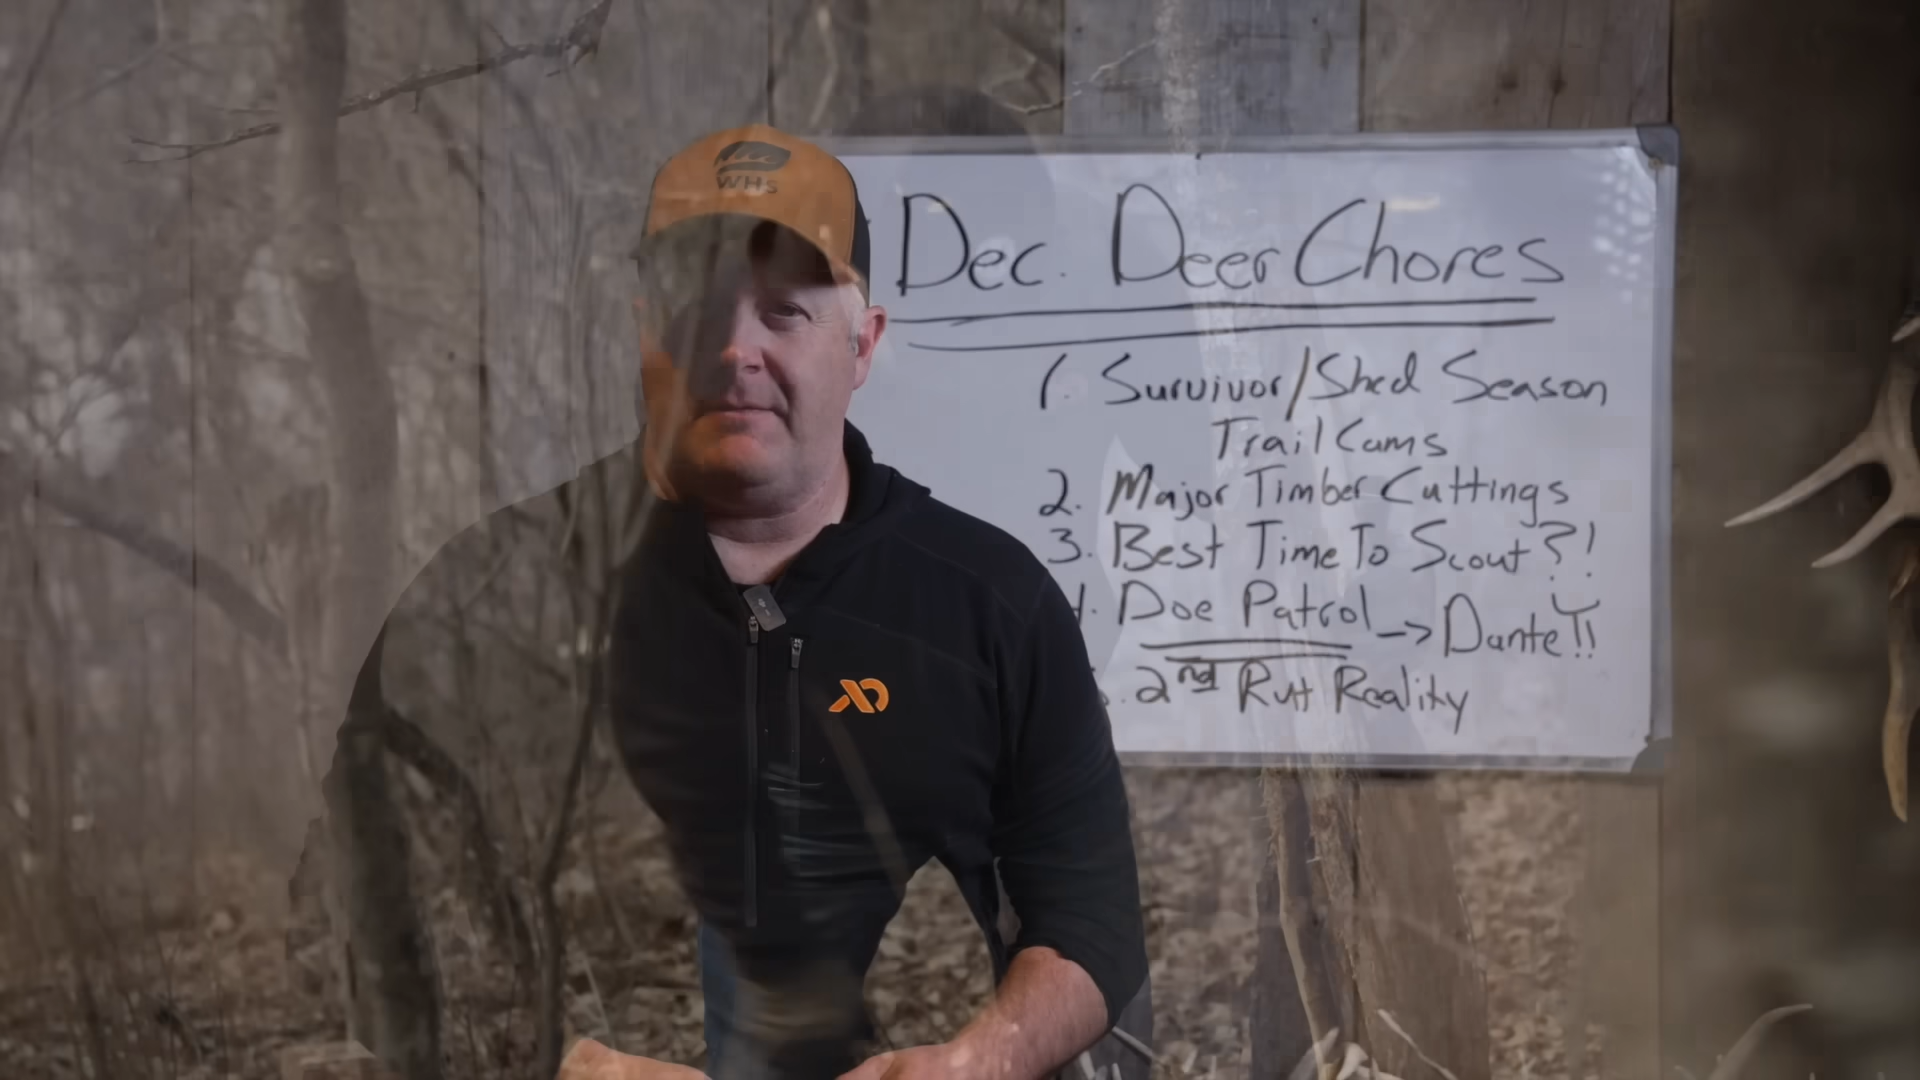 WHS
Dec. Deer Chores
1. Survivor/Shed Season
Trail Cams
2. Major Timber Cuttings
3. Best Time To Scout?!
4. Doe Patrol -> Dante!!
. 2nd Rut Reality